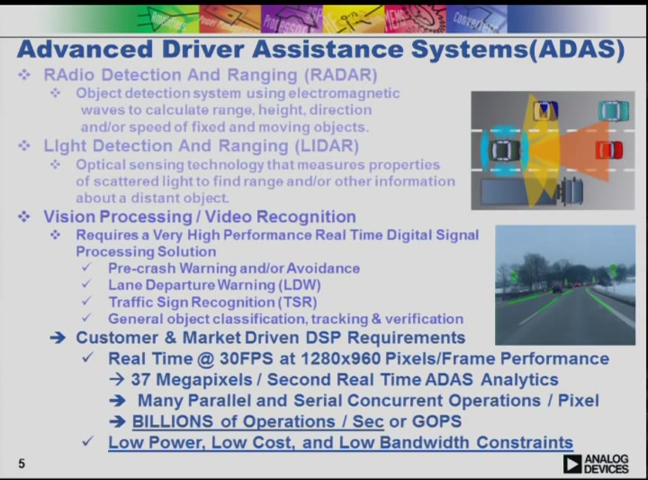 Advanced Driver Assistance Systems(ADAS)
❖ RAdio Detection And Ranging (RADAR)
❖ Object detection system using electromagnetic
waves to calculate range, height, direction
and/or speed of fixed and moving objects.
❖ LIght Detection And Ranging (LIDAR)
❖ Optical sensing technology that measures properties
of scattered light to find range and/or other information
about a distant object.
❖ Vision Processing / Video Recognition
❖ Requires a Very High Performance Real Time Digital Signal
Processing Solution
✓ Pre-crash Warning and/or Avoidance
✓ Lane Departure Warning (LDW)
✓ Traffic Sign Recognition (TSR)
✓ General object classification, tracking & verification
➔ Customer & Market Driven DSP Requirements
✓ Real Time @ 30FPS at 1280x960 Pixels/Frame Performance
→ 37 Megapixels / Second Real Time ADAS Analytics
➔ Many Parallel and Serial Concurrent Operations / Pixel
➔ BILLIONS of Operations / Sec or GOPS
✓ Low Power, Low Cost, and Low Bandwidth Constraints
5
ANALOG
DEVICES